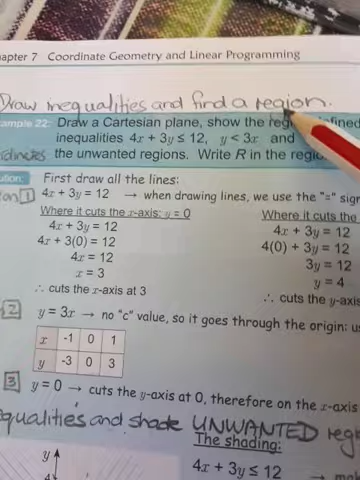 apter 7 Coordinate Geometry and Linear Programming
Draw inequalities and find a region.
ample 22: Draw a Cartesian plane, show the
inequalities 4x + 3y ≤ 12, y < 3x and
the unwanted regions. Write R in the
ution: First draw all the lines:
1 4x + 3y = 12 → when drawing lines, we use the "="
Where it cuts the x-axis: y = 0 Where it cuts the
4x + 3y = 12 4x + 3y = 12
4x + 3(0) = 12 4(0) + 3y = 12
4x = 12 3y = 12
x = 3 y = 4
∴ cuts the x-axis at 3 ∴ cuts the y-axis
2 y = 3x → no "c" value, so it goes through the origin:
x -1 0 1
y -3 0 3
3 y = 0 → cuts the y-axis at 0, therefore on the x-axis
equalities and shade UNWANTED
The shading:
y 4x + 3y ≤ 12
4